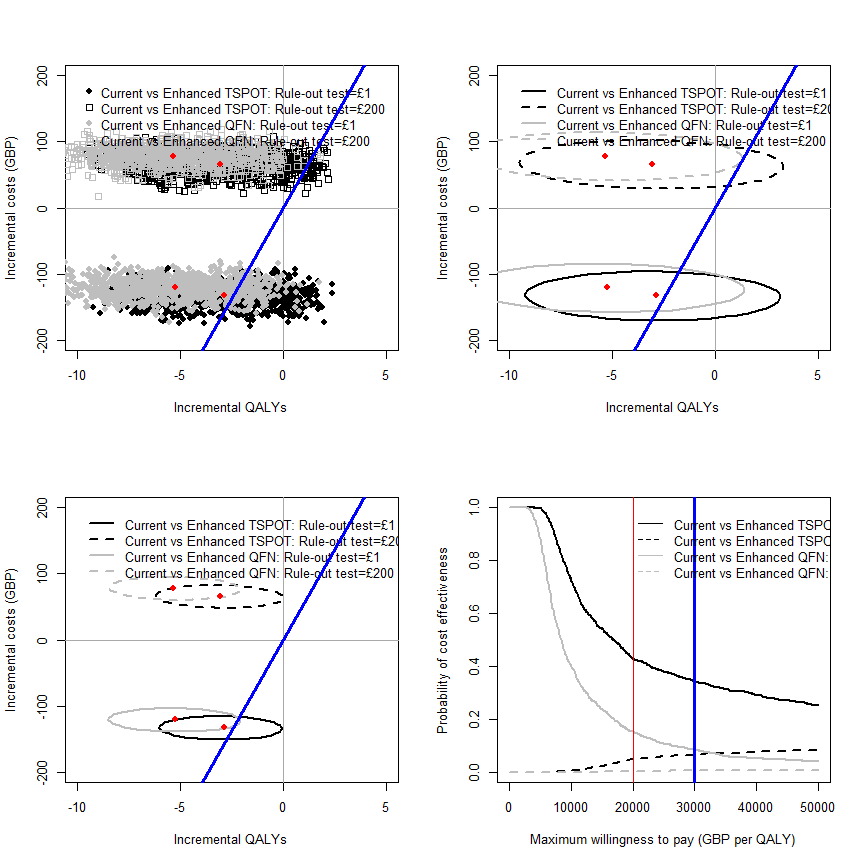 200
100
0
-100
-200
Incremental costs (GBP)
Current vs Enhanced TSPOT: Rule-out test=£1
Current vs Enhanced TSPOT: Rule-out test=£200
Current vs Enhanced QFN: Rule-out test=£1
Current vs Enhanced QFN: Rule-out test=£200
-10 -5 0 5
Incremental QALYs
200
100
0
-100
-200
Incremental costs (GBP)
Current vs Enhanced TSPOT: Rule-out test=£1
Current vs Enhanced TSPOT: Rule-out test=£20
Current vs Enhanced QFN: Rule-out test=£1
Current vs Enhanced QFN: Rule-out test=£200
-10 -5 0 5
Incremental QALYs
200
100
0
-100
-200
Incremental costs (GBP)
Current vs Enhanced TSPOT: Rule-out test=£1
Current vs Enhanced TSPOT: Rule-out test=£20
Current vs Enhanced QFN: Rule-out test=£1
Current vs Enhanced QFN: Rule-out test=£200
-10 -5 0 5
Incremental QALYs
1.0
0.8
0.6
0.4
0.2
0.0
Probability of cost effectiveness
Current vs Enhanced TSPO
Current vs Enhanced TSPO
Current vs Enhanced QFN:
Current vs Enhanced QFN:
0 10000 20000 30000 40000 50000
Maximum willingness to pay (GBP per QALY)